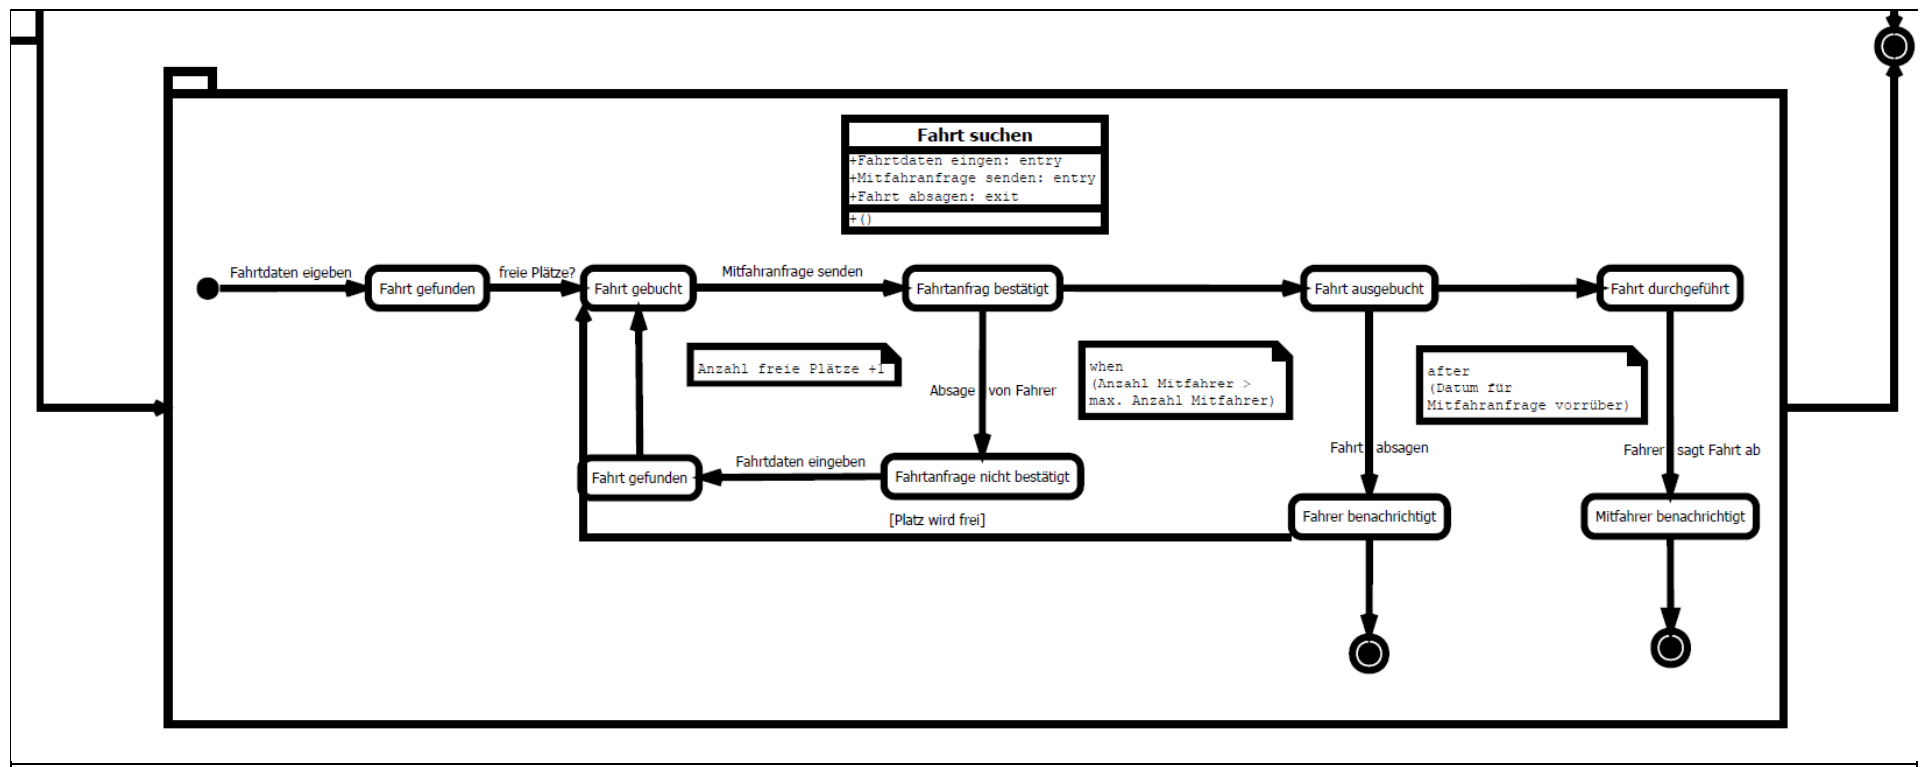 Fahrt suchen
+Fahrtdaten eingen: entry
+Mitfahranfrage senden: entry
+Fahrt absagen: exit
+()
Fahrtdaten eigeben
Fahrt gefunden
freie Plätze?
Fahrt gebucht
Mitfahranfrage senden
Fahrtanfrag bestätigt
Fahrt ausgebucht
Fahrt durchgeführt
Anzahl freie Plätze +1
Absage von Fahrer
when
(Anzahl Mitfahrer >
max. Anzahl Mitfahrer)
after
(Datum für
Mitfahranfrage vorrüber)
Fahrt absagen
Fahrer sagt Fahrt ab
Fahrt gefunden
Fahrtdaten eingeben
Fahrtanfrage nicht bestätigt
[Platz wird frei]
Fahrer benachrichtigt
Mitfahrer benachrichtigt